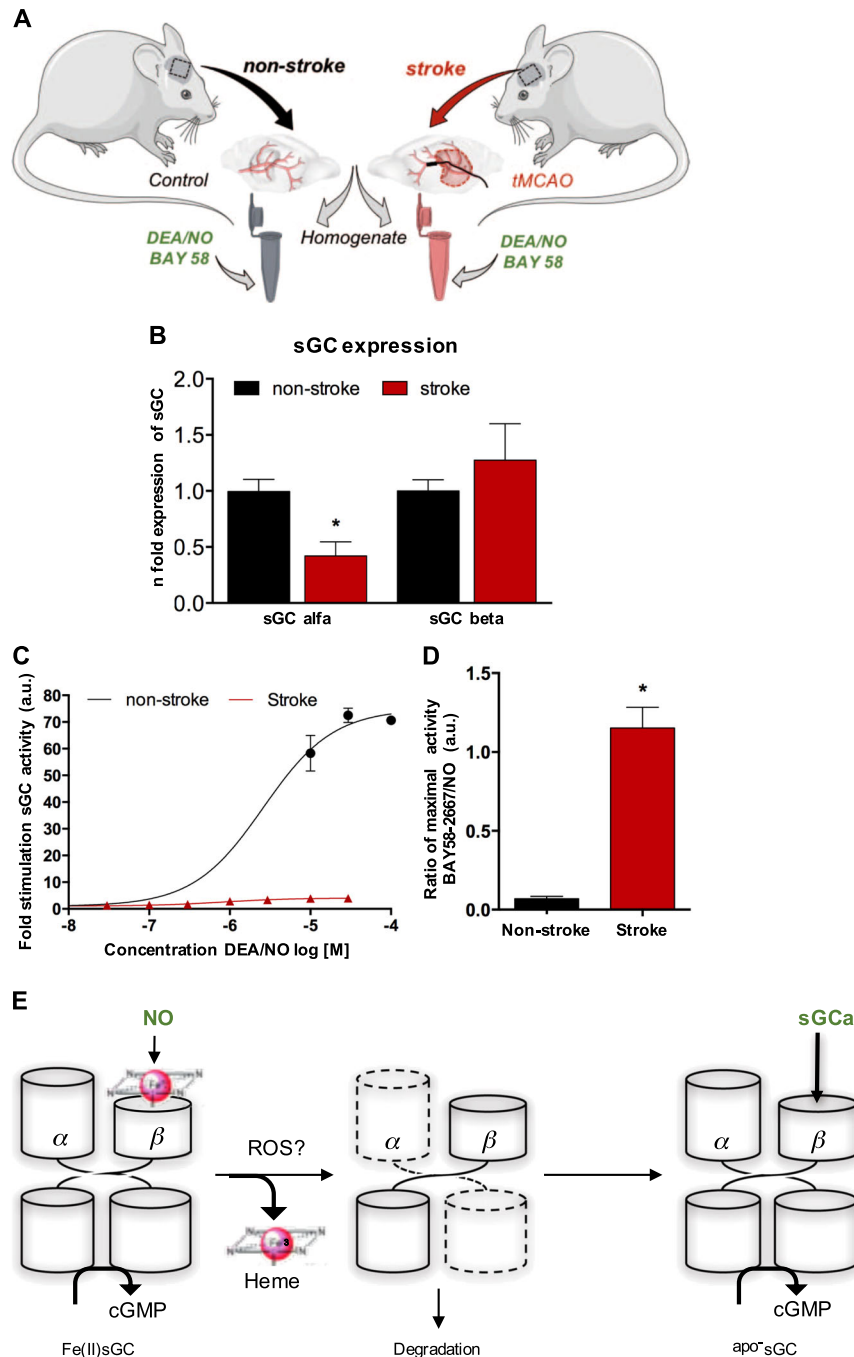 A
non-stroke
stroke
Control
tMCAO
Homogenate
DEA/NO
BAY 58
DEA/NO
BAY 58
B
sGC expression
non-stroke
stroke
n fold expression of sGC
2.0
1.5
1.0
0.5
0.0
*
sGC alfa
sGC beta
C
non-stroke
Stroke
Fold stimulation sGC activity (a.u.)
80
70
60
50
40
30
20
10
0
-8
-7
-6
-5
-4
Concentration DEA/NO log [M]
D
Ratio of maximal activity
BAY58-2667/NO
(a.u.)
1.5
1.0
0.5
0.0
*
Non-stroke
Stroke
E
NO
sGCa
N
N
Fe
N
N
α
β
ROS?
α
β
α
β
N
N
Fe3
N
N
Heme
cGMP
cGMP
Fe(II)sGC
Degradation
apo-sGC